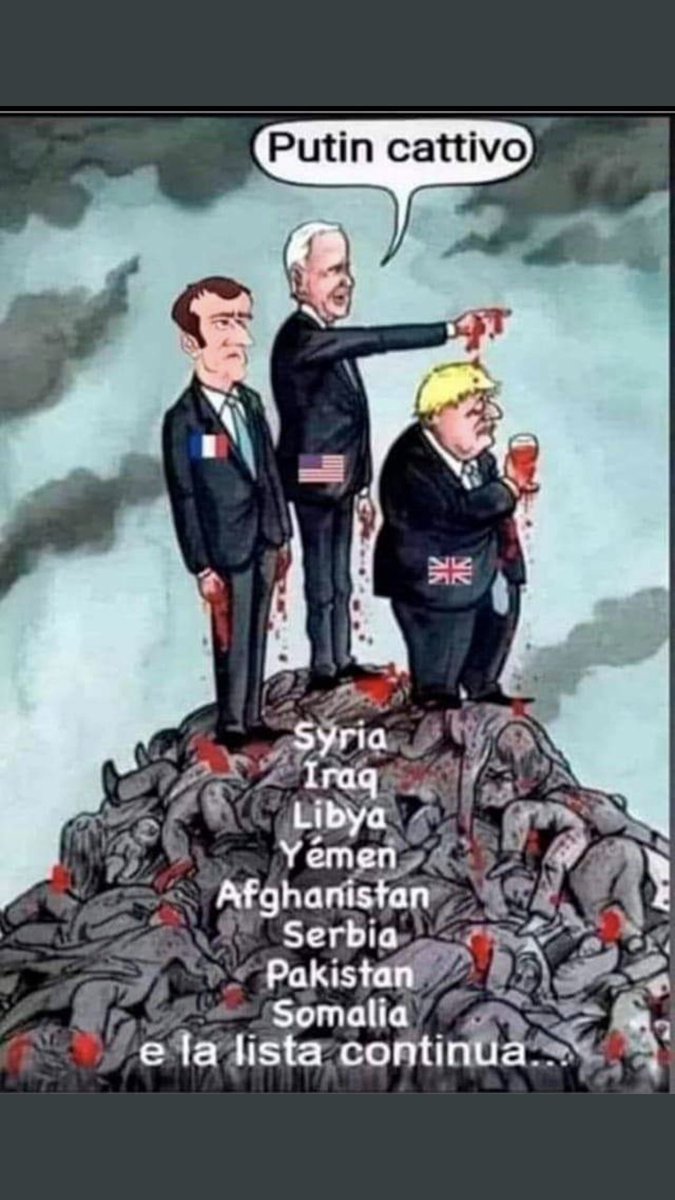 Putin cattivo
Syria
Iraq
Libya
Yémen
Afghanistan
Serbia
Pakistan
Somalia
e la lista continua...